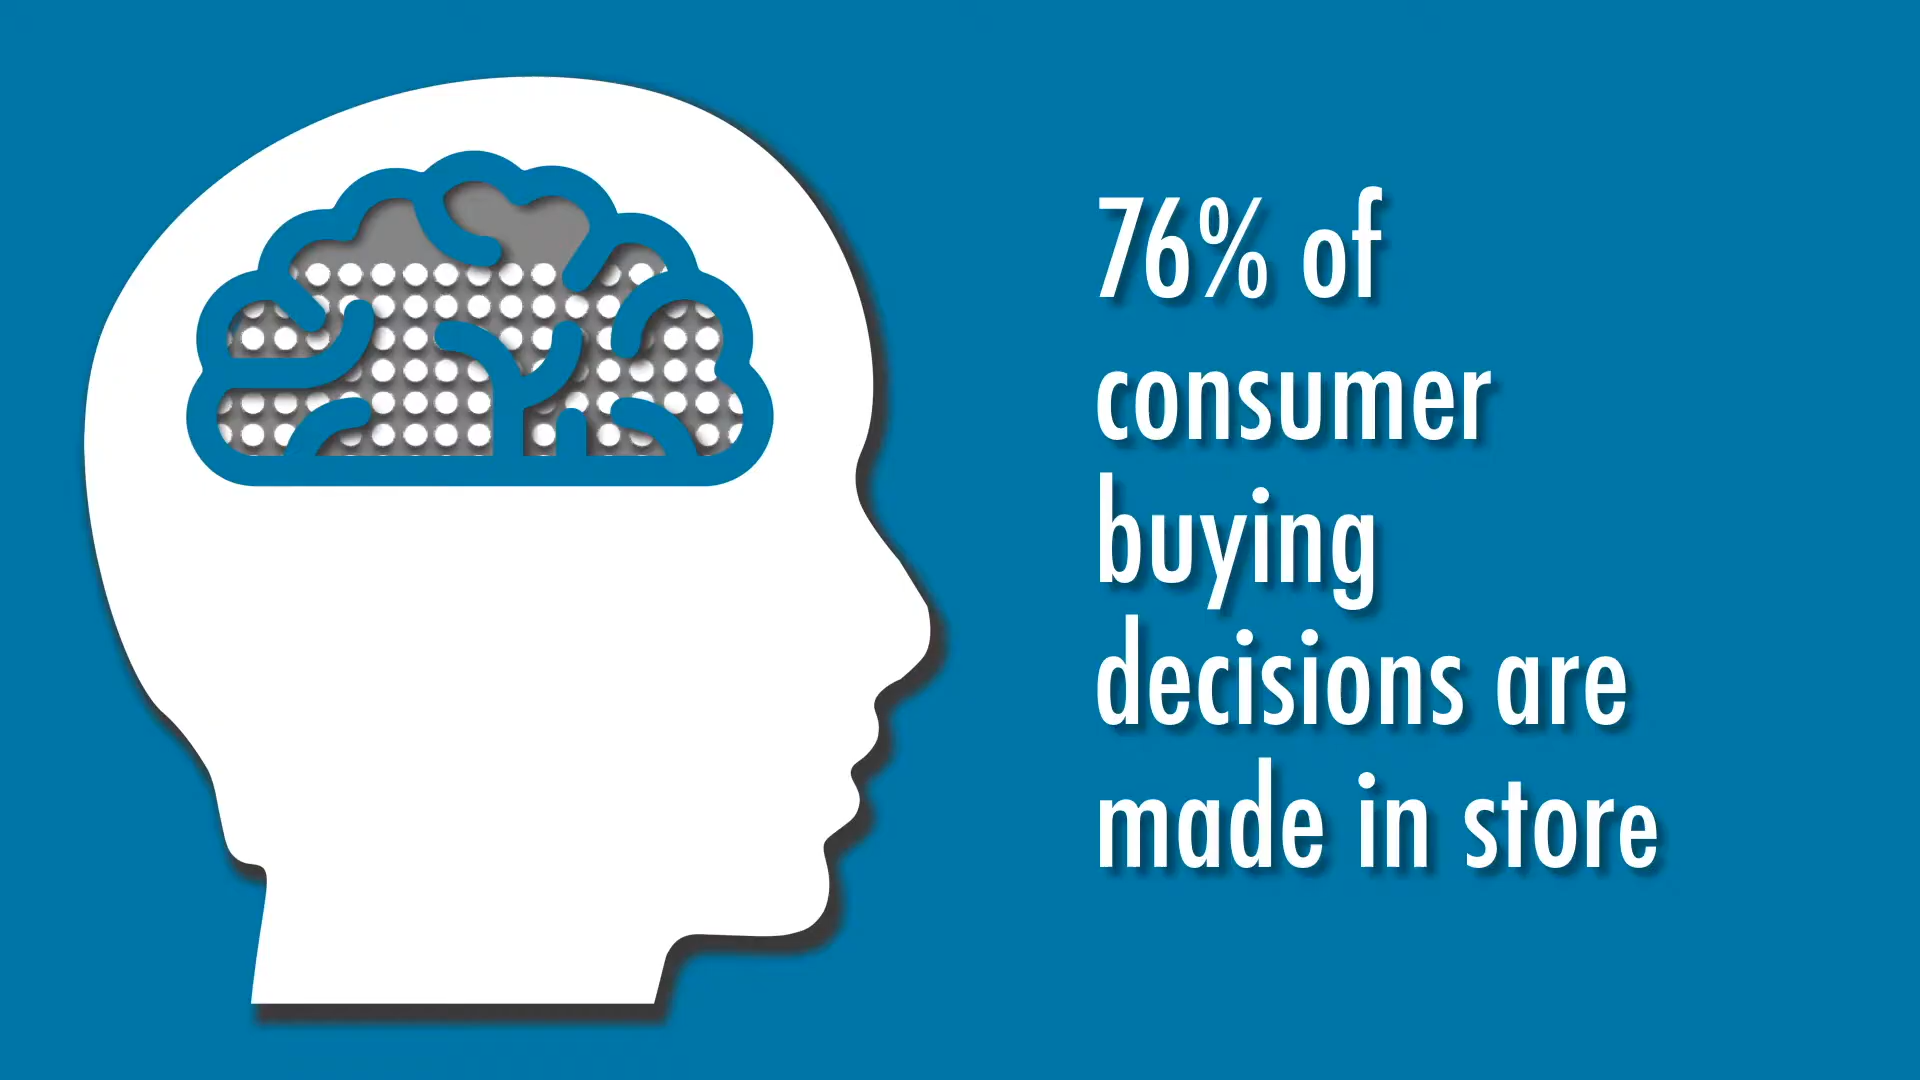 76% of
consumer
buying
decisions are
made in store